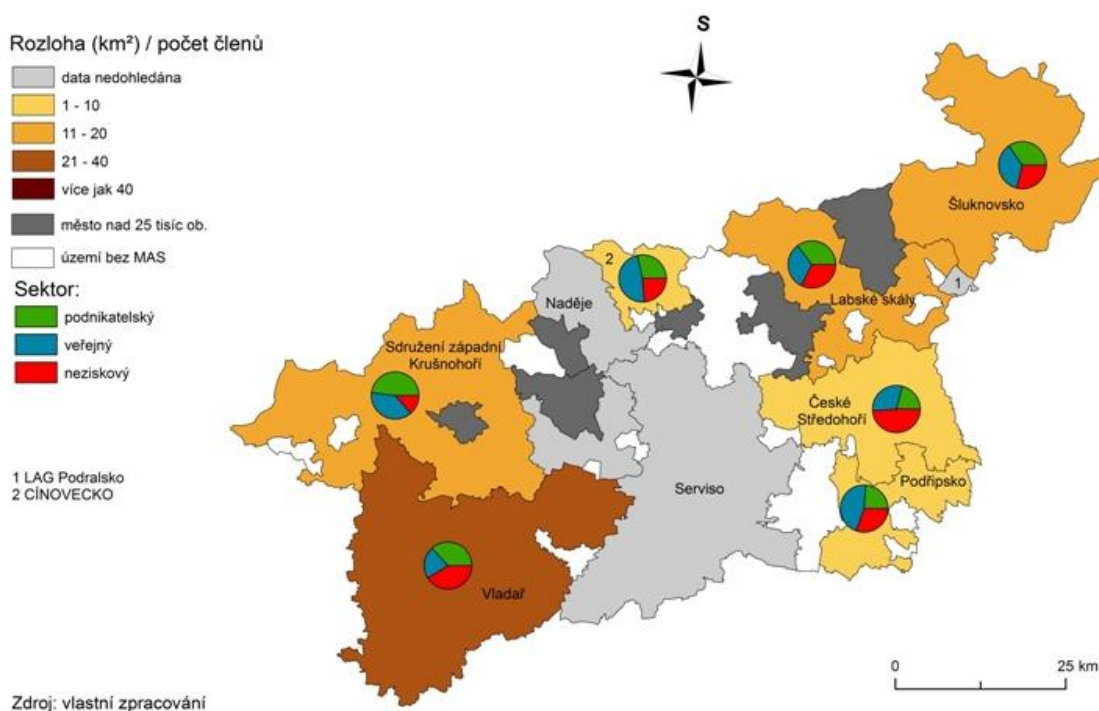 S
Rozloha (km²) / počet členů
data nedohledána
1 - 10
11 - 20
21 - 40
více jak 40
město nad 25 tisíc ob.
území bez MAS
Sektor:
podnikatelský
veřejný
neziskový
1 LAG Podralsko
2 CÍNOVECKO
Šluknovsko
2
1
Naděje
Labské skály
Sdružení západní
Krušnohoří
České
Středohoří
Podřipsko
Serviso
Vladař
0 25 km
Zdroj: vlastní zpracování